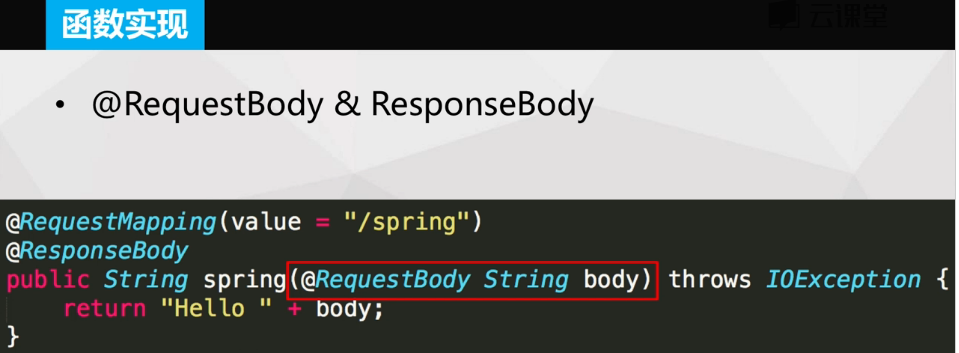 函数实现
云课堂
• @RequestBody & ResponseBody
@RequestMapping(value = "/spring")
@ResponseBody
public String spring(@RequestBody String body) throws IOException {
    return "Hello " + body;
}